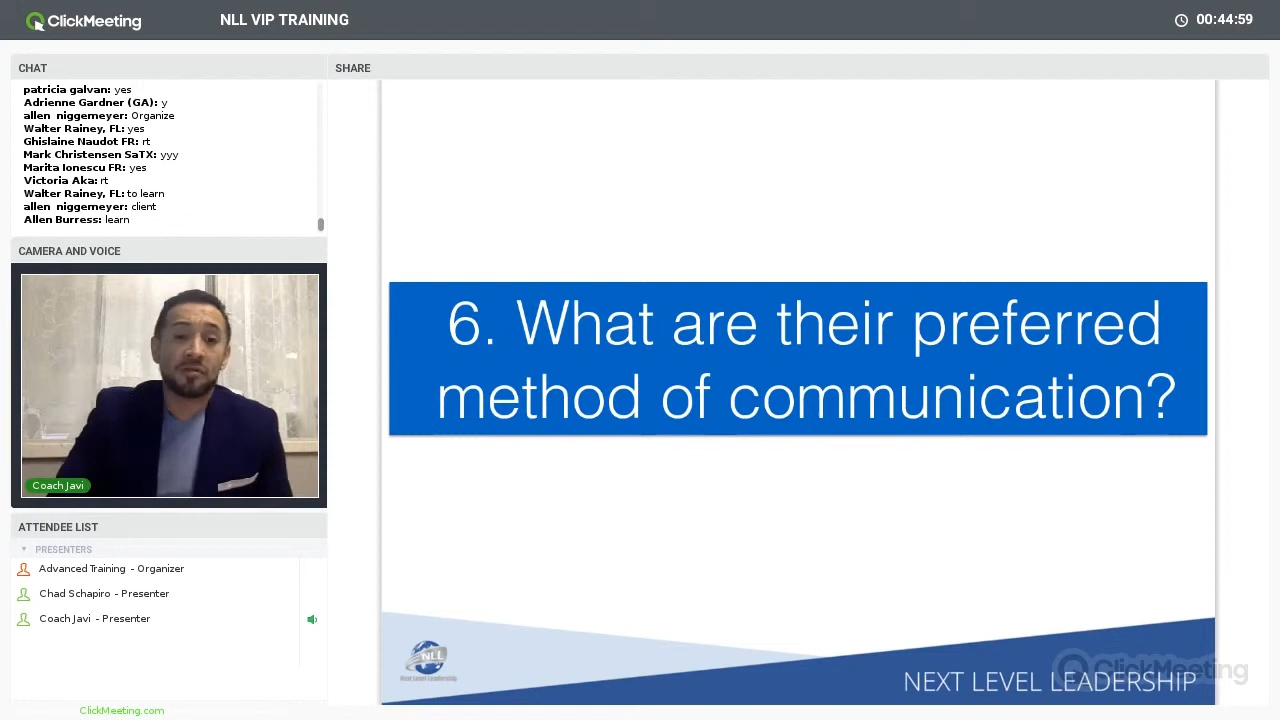 ClickMeeting
NLL VIP TRAINING
00:44:59
CHAT
patricia galvan: yes
Adrienne Gardner (GA): y
allen niggemeyer: Organize
Walter Rainey, FL: yes
Ghislaine Naudot FR: rt
Mark Christensen SaTX: yyy
Marita Ionescu FR: yes
Victoria Aka: rt
Walter Rainey, FL: to learn
allen niggemeyer: client
Allen Burress: learn
CAMERA AND VOICE
Coach Javi
ATTENDEE LIST
PRESENTERS
Advanced Training - Organizer
Chad Schapiro - Presenter
Coach Javi - Presenter
ClickMeeting.com
SHARE
6. What are their preferred
method of communication?
NLL
Next Level Leadership
NEXT LEVEL LEADERSHIP
ClickMeeting